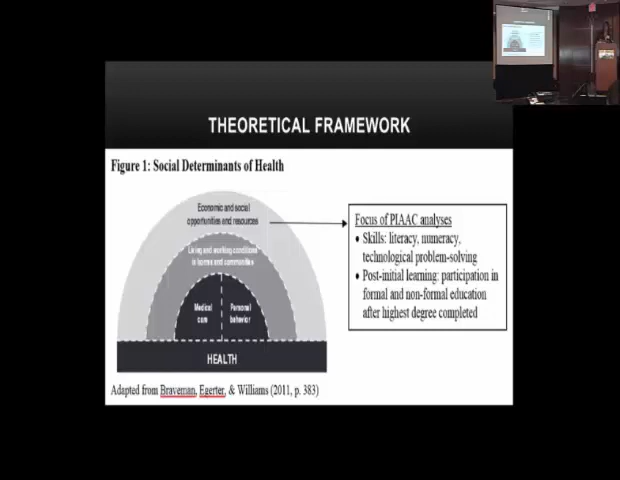 THEORETICAL FRAMEWORK
Figure 1: Social Determinants of Health
Economic and social
opportunities and resources
Living and working conditions
in homes and communities
Medical
care
Personal
behavior
HEALTH
Focus of PIAAC analyses
• Skills: literacy, numeracy,
technological problem-solving
• Post-initial learning: participation in
formal and non-formal education
after highest degree completed
Adapted from Braveman, Egerter, & Williams (2011, p. 383)